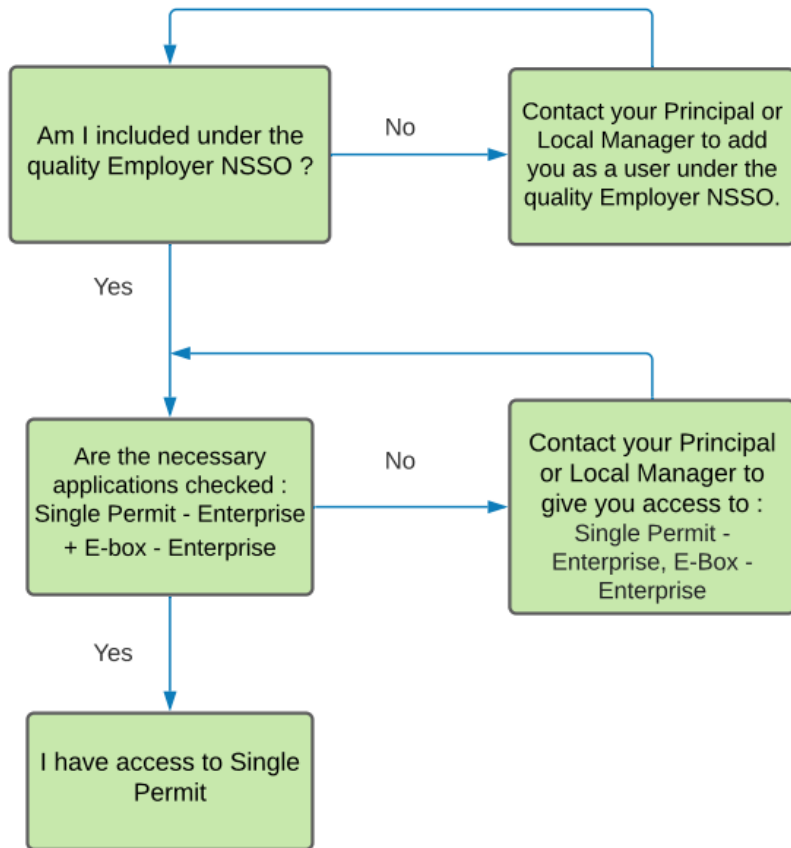 Am I included under the
quality Employer NSSO ?
No
Contact your Principal or
Local Manager to add
you as a user under the
quality Employer NSSO.
Yes
Are the necessary
applications checked :
Single Permit - Enterprise
+ E-box - Enterprise
No
Contact your Principal
or Local Manager to
give you access to :
Single Permit -
Enterprise, E-Box -
Enterprise
Yes
I have access to Single
Permit